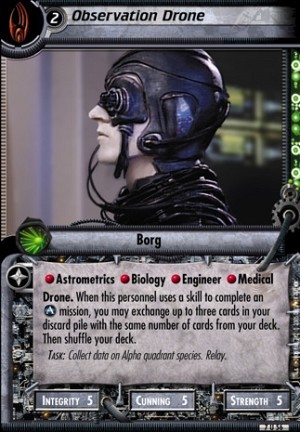 2 Observation Drone
Borg
Astrometrics Biology Engineer Medical
Drone. When this personnel uses a skill to complete an
A mission, you may exchange up to three cards in your
discard pile with the same number of cards from your deck.
Then shuffle your deck.
Task: Collect data on Alpha quadrant species. Relay.
Integrity 5 Cunning 5 Strength 5
7 U 56